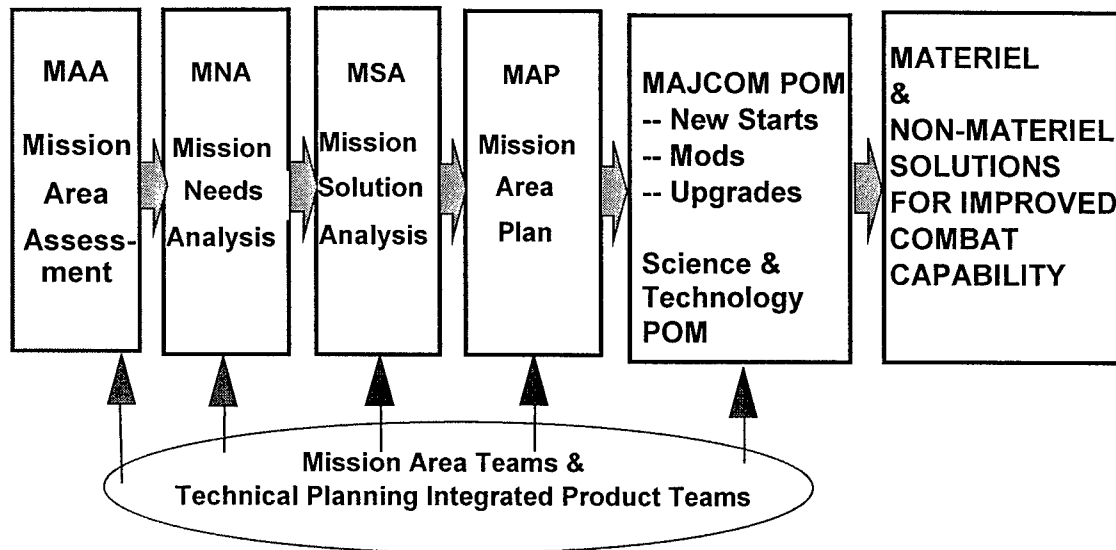 MAA
Mission
Area
Assess-
ment
MNA
Mission
Needs
Analysis
MSA
Mission
Solution
Analysis
MAP
Mission
Area
Plan
MAJCOM POM
-- New Starts
-- Mods
-- Upgrades
Science &
Technology
POM
MATERIEL
&
NON-MATERIEL
SOLUTIONS
FOR IMPROVED
COMBAT
CAPABILITY
Mission Area Teams &
Technical Planning Integrated Product Teams